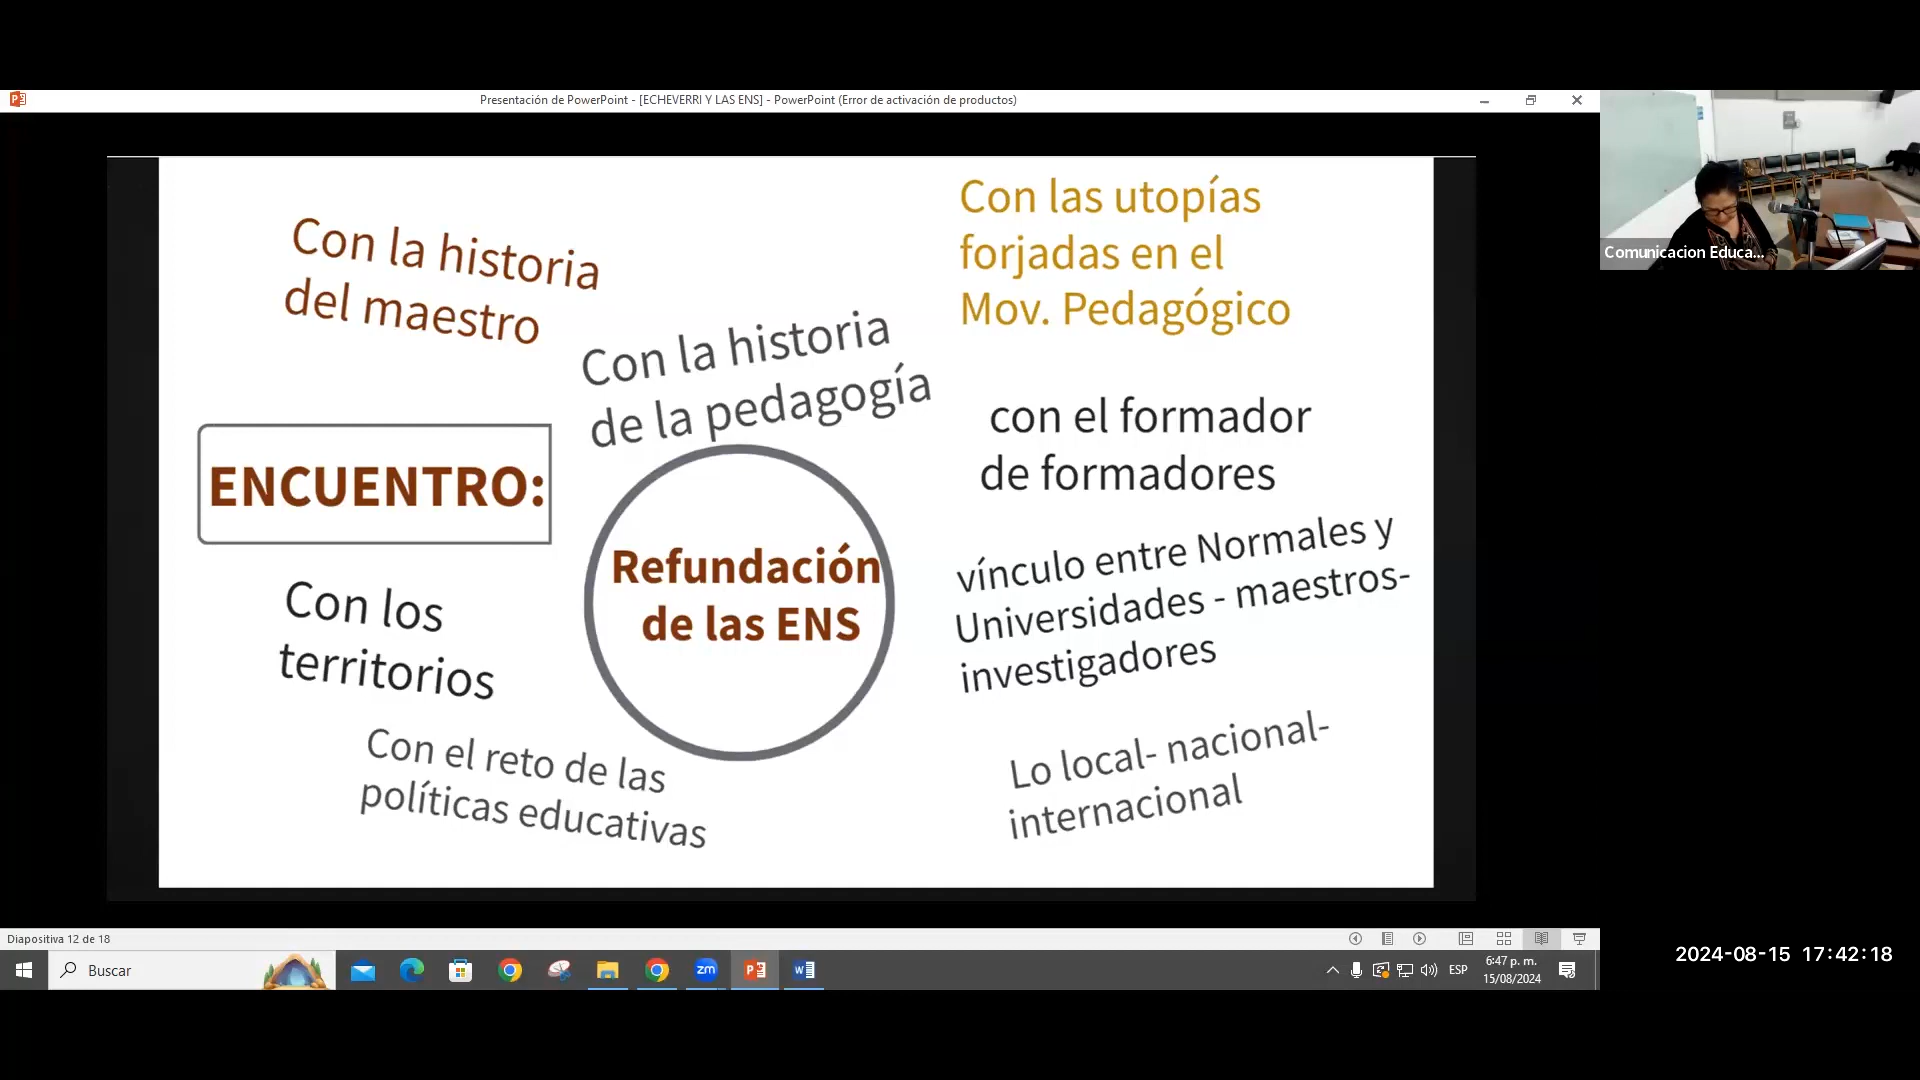 Presentación de PowerPoint - [ECHEVERRI Y LAS ENS] - PowerPoint (Error de activación de productos)
Con la historia
del maestro
Con la historia
de la pedagogía
Con las utopías
forjadas en el
Mov. Pedagógico
ENCUENTRO:
con el formador
de formadores
Refundación
de las ENS
vínculo entre Normales y
Universidades - maestros-
investigadores
Con los
territorios
Con el reto de las
políticas educativas
Lo local- nacional-
internacional
Comunicacion Educa...
Diapositiva 12 de 18
Buscar
zm
ESP
6:47 p. m.
15/08/2024
2024-08-15 17:42:18